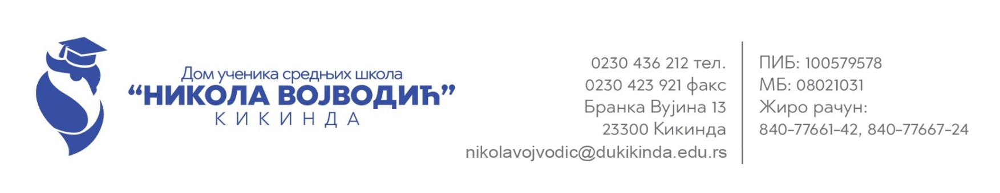 Дом ученика средњих школа
“НИКОЛА ВОЈВОДИЋ”
КИКИНДА
0230 436 212 тел.
0230 423 921 факс
Бранка Вујина 13
23300 Кикинда
nikolavojvodic@dukikinda.edu.rs
ПИБ: 100579578
МБ: 08021031
Жиро рачун:
840-77661-42, 840-77667-24